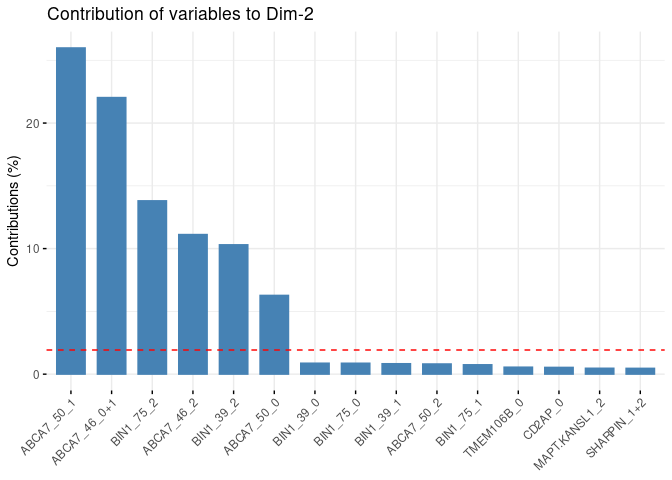 Contribution of variables to Dim-2
Contributions (%)
20
10
0
ABCA7_50_1
ABCA7_46_0+1
BIN1_75_2
ABCA7_46_2
BIN1_39_2
ABCA7_50_0
BIN1_39_0
BIN1_75_0
BIN1_39_1
ABCA7_50_2
BIN1_75_1
TMEM106B_0
CD2AP_0
MAPT.KANSL1_2
SHARPIN_1+2